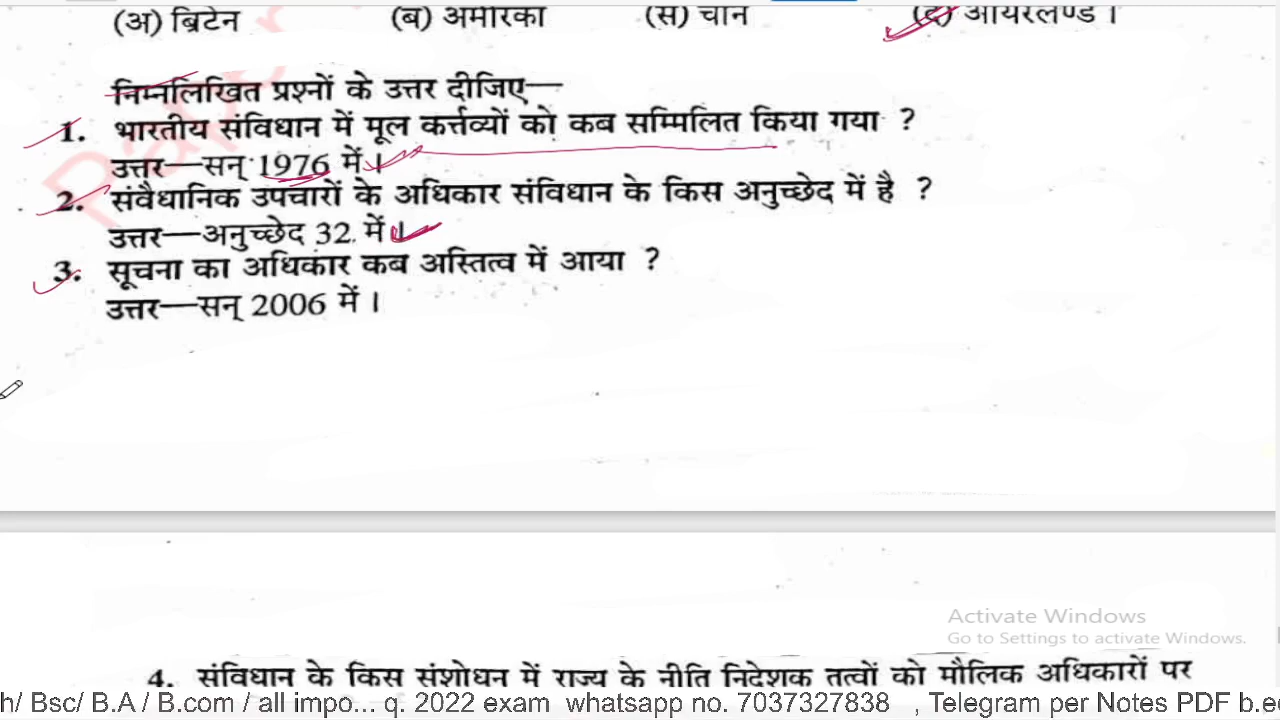 (अ) ब्रिटेन (ब) अमेरिका (स) चीन (द) आयरलैण्ड ।
निम्नलिखित प्रश्नों के उत्तर दीजिए—
1. भारतीय संविधान में मूल कर्त्तव्यों को कब सम्मिलित किया गया ?
उत्तर—सन् 1976 में ।
2. संवैधानिक उपचारों के अधिकार संविधान के किस अनुच्छेद में है ?
उत्तर—अनुच्छेद 32 में ।
3. सूचना का अधिकार कब अस्तित्व में आया ?
उत्तर—सन् 2006 में ।
Activate Windows
Go to Settings to activate Windows.
4. संविधान के किस संशोधन में राज्य के नीति निदेशक तत्वों को मौलिक अधिकारों पर
h/ Bsc/ B.A / B.com / all impo... q. 2022 exam whatsapp no. 7037327838 , Telegram per Notes PDF b.e